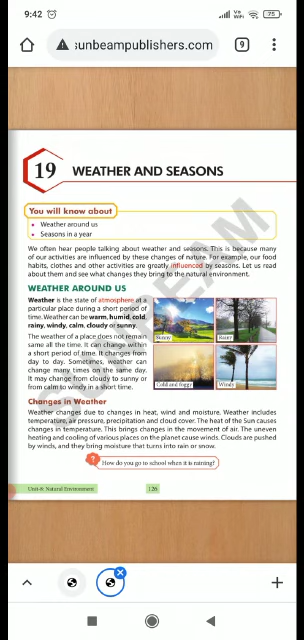 9:42
Vo
WiFi
75
sunbeampublishers.com
9
19 WEATHER AND SEASONS
You will know about
• Weather around us
• Seasons in a year
We often hear people talking about weather and seasons. This is because many
of our activities are influenced by these changes of nature. For example, our food
habits, clothes and other activities are greatly influenced by seasons. Let us read
about them and see what changes they bring to the natural environment.
WEATHER AROUND US
Weather is the state of atmosphere at a
particular place during a short period of
time. Weather can be warm, humid, cold,
rainy, windy, calm, cloudy or sunny.
The weather of a place does not remain
same all the time. It can change within
a short period of time. It changes from
day to day. Sometimes, weather can
change many times on the same day.
It may change from cloudy to sunny or
from calm to windy in a short time.
Sunny
Rainy
Cold and foggy
Windy
Changes in Weather
Weather changes due to changes in heat, wind and moisture. Weather includes
temperature, air pressure, precipitation and cloud cover. The heat of the Sun causes
changes in temperature. This brings changes in the movement of air. The uneven
heating and cooling of various places on the planet cause winds. Clouds are pushed
by winds, and they bring moisture that turns into rain or snow.
? How do you go to school when it is raining?
Unit-6: Natural Environment
126